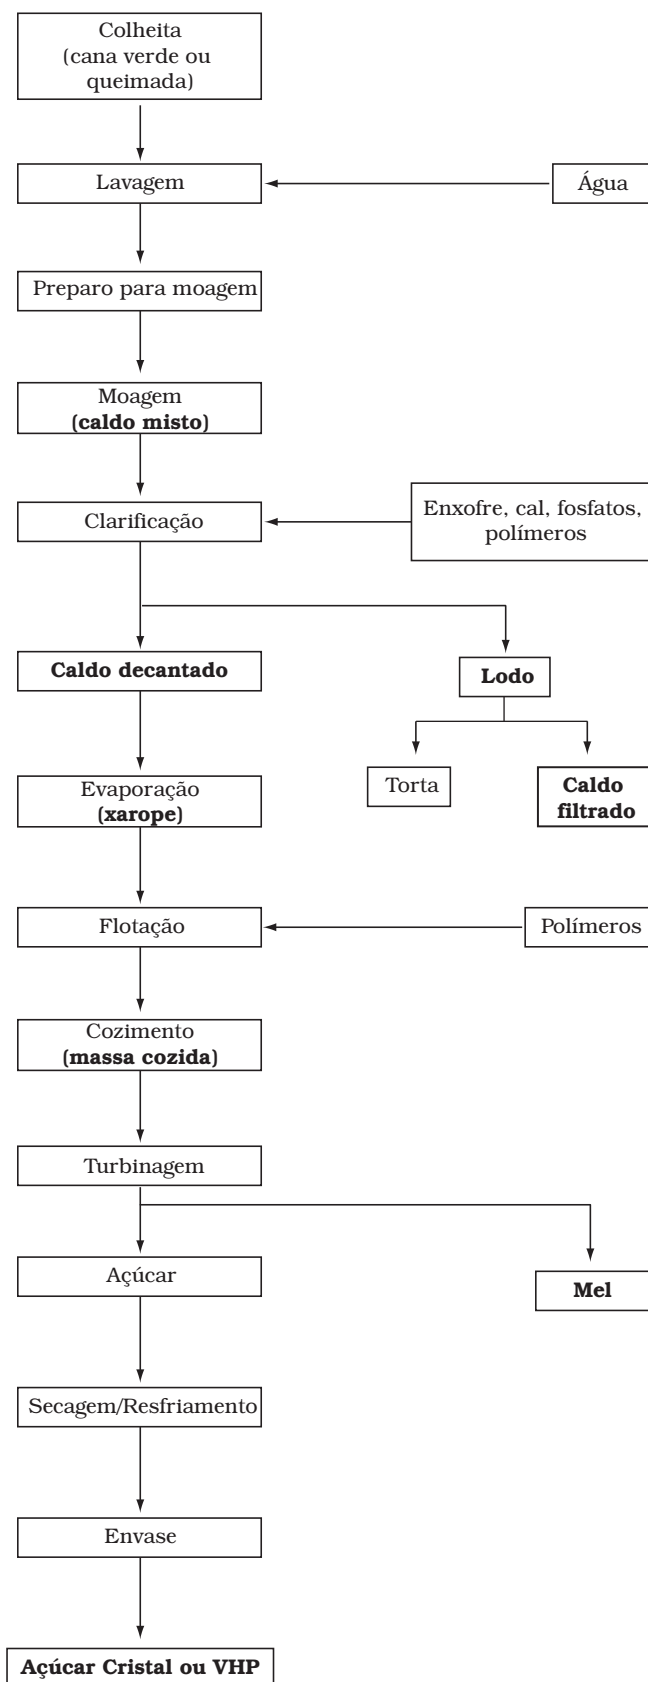 Colheita
(cana verde ou
queimada)
Lavagem
Água
Preparo para moagem
Moagem
(caldo misto)
Clarificação
Enxofre, cal, fosfatos,
polímeros
Caldo decantado
Lodo
Evaporação
(xarope)
Torta
Caldo
filtrado
Flotação
Polímeros
Cozimento
(massa cozida)
Turbinagem
Açúcar
Mel
Secagem/Resfriamento
Envase
Açúcar Cristal ou VHP